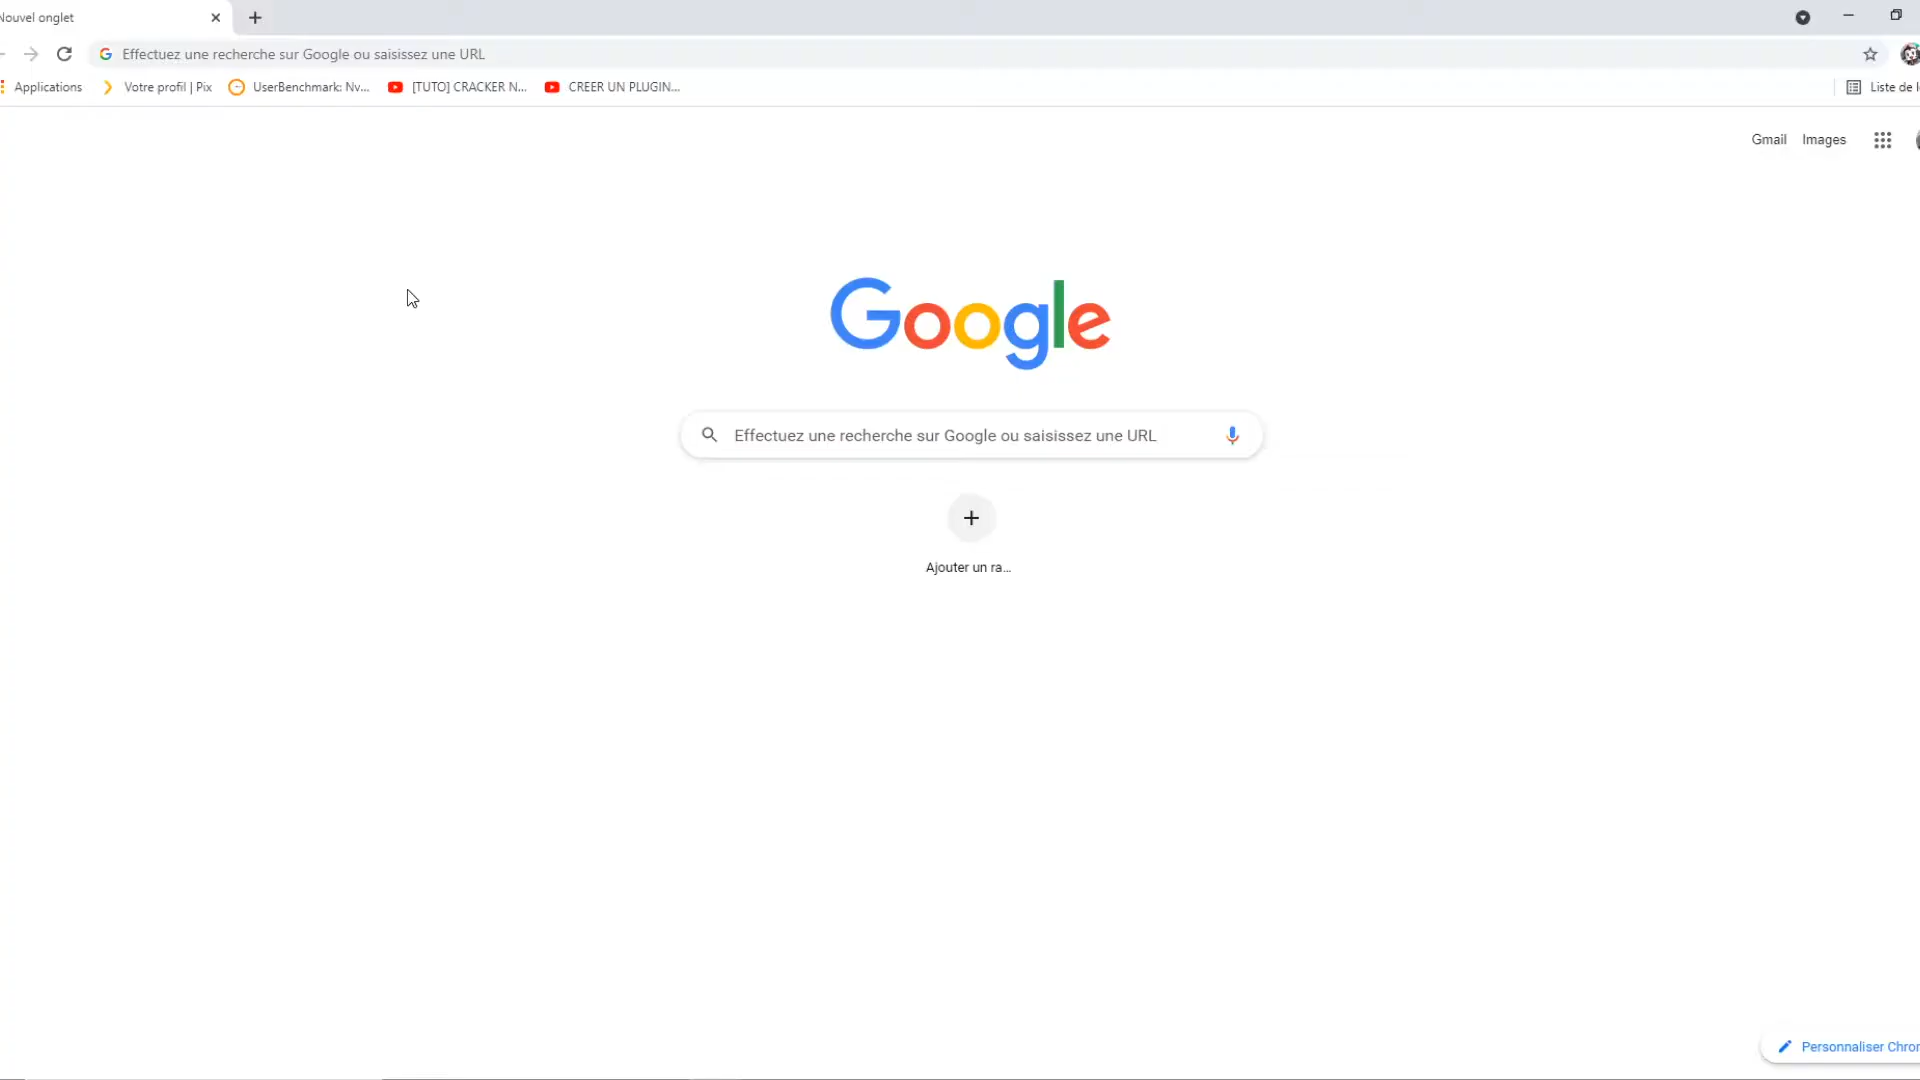 Nouvel onglet
Effectuez une recherche sur Google ou saisissez une URL
Applications Votre profil | Pix UserBenchmark: Nv... [TUTO] CRACKER N... CREER UN PLUGIN... Liste de
Gmail Images
Google
Effectuez une recherche sur Google ou saisissez une URL
Ajouter un ra...
Personnaliser Chro